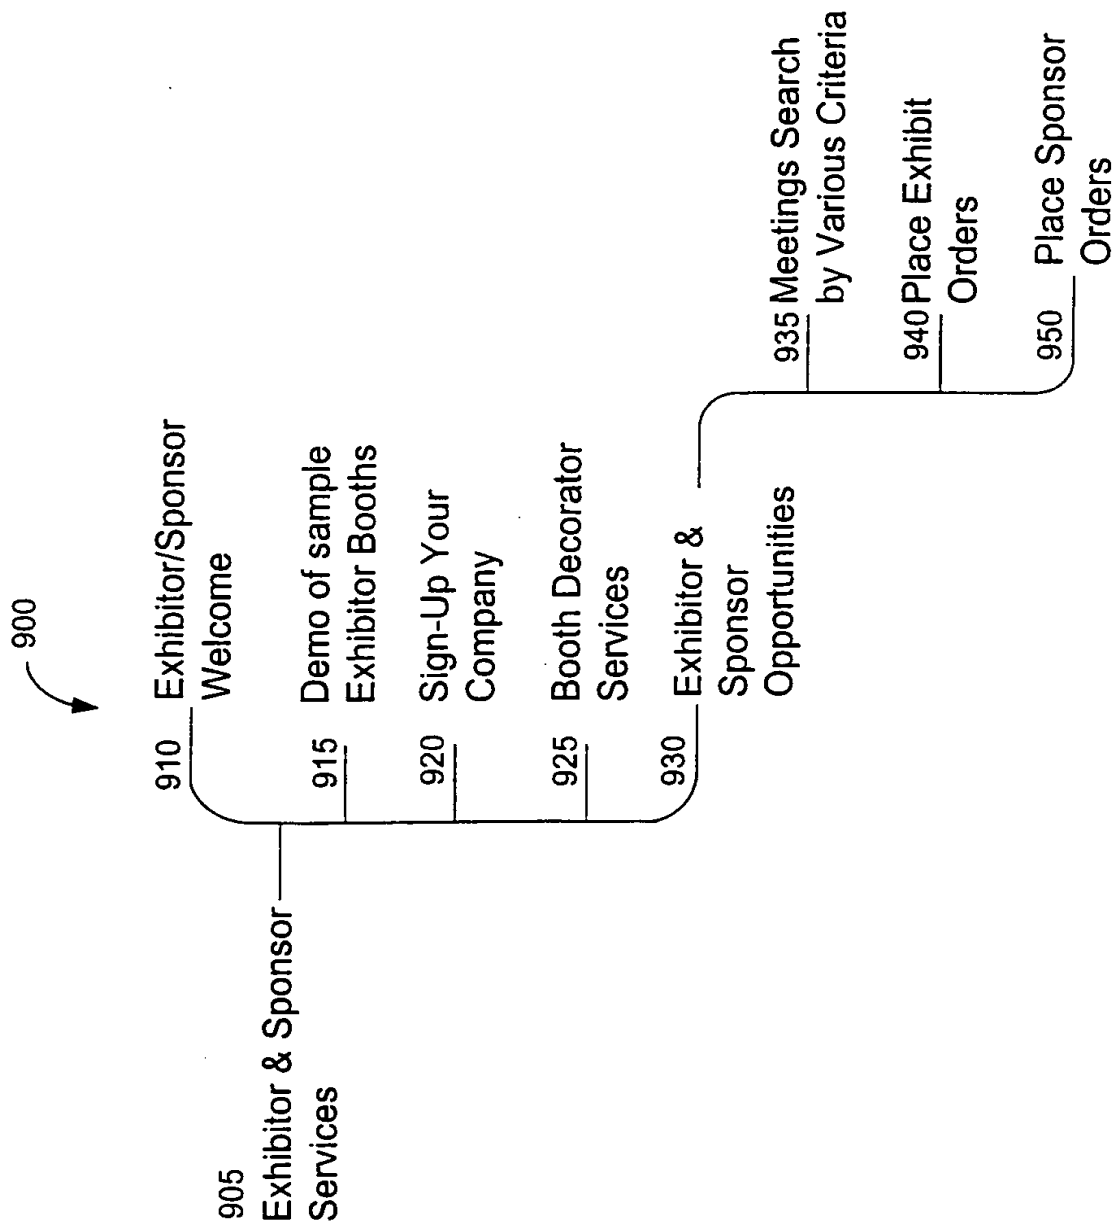 900
905
Exhibitor & Sponsor
Services
910
Exhibitor/Sponsor
Welcome
915
Demo of sample
Exhibitor Booths
920
Sign-Up Your
Company
925
Booth Decorator
Services
930
Exhibitor &
Sponsor
Opportunities
935 Meetings Search
by Various Criteria
940 Place Exhibit
Orders
950
Place Sponsor
Orders